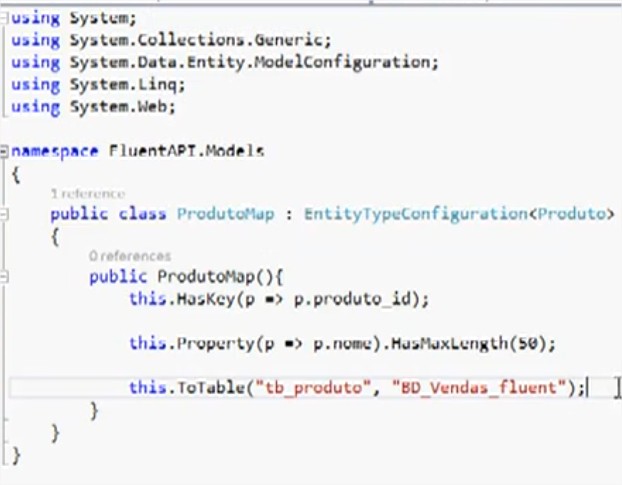 using System;
using System.Collections.Generic;
using System.Data.Entity.ModelConfiguration;
using System.Linq;
using System.Web;
namespace FluentAPI.Models
{
1 reference
public class ProdutoMap : EntityTypeConfiguration<Produto>
{
0 references
public ProdutoMap(){
this.HasKey(p => p.produto_id);
this.Property(p => p.nome).HasMaxLength(50);
this.ToTable("tb_produto", "BD_Vendas_fluent");
}
}
}